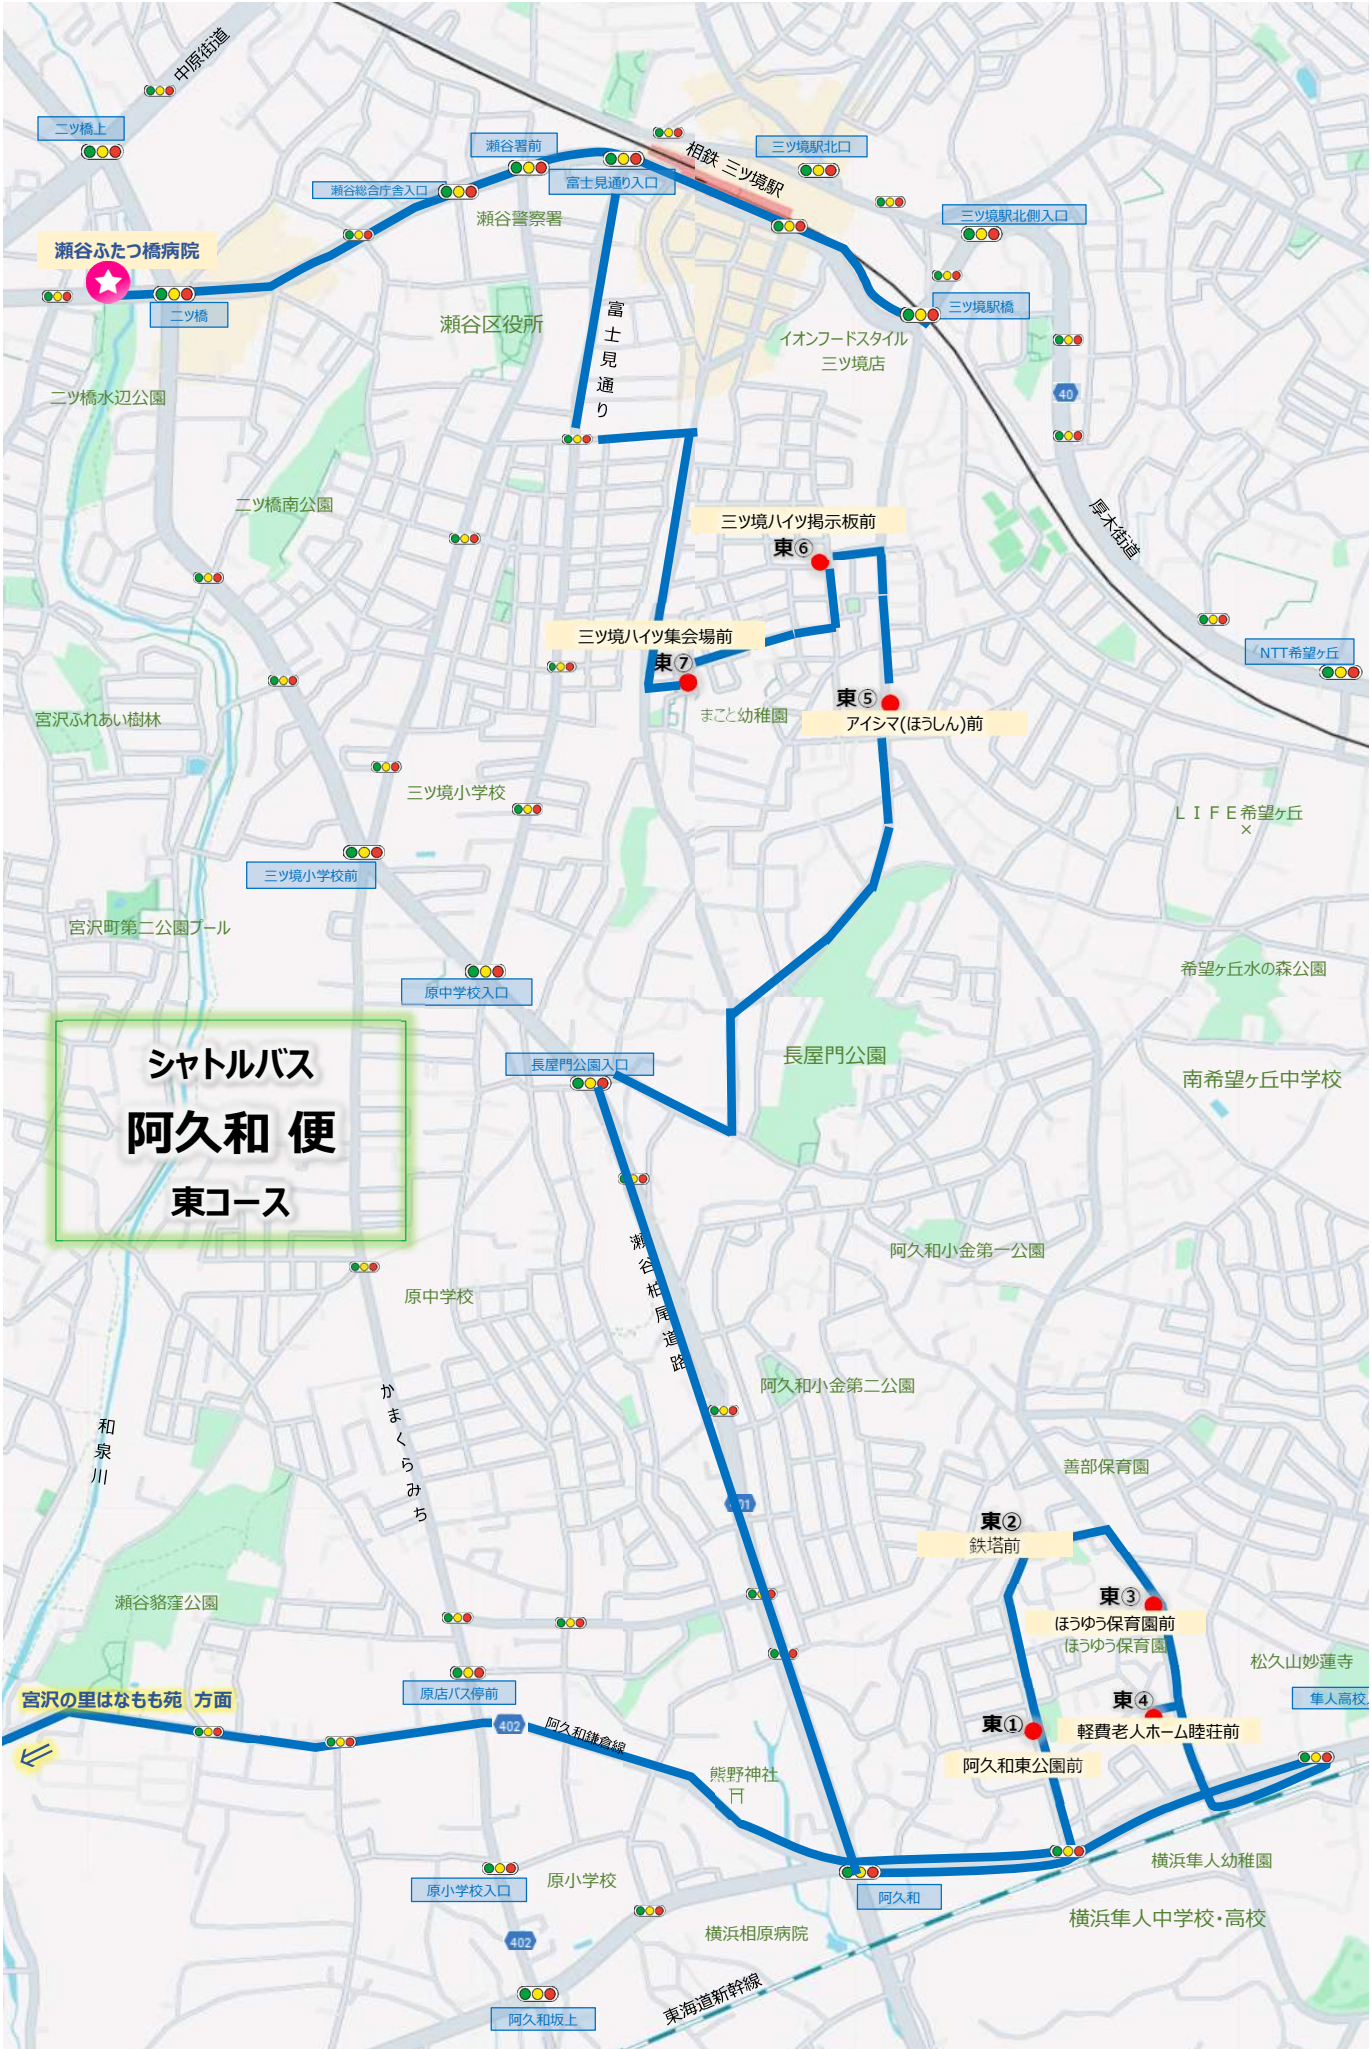 中原街道
二ツ橋上
瀬谷署前
相鉄 三ツ境駅
三ツ境駅北口
瀬谷総合庁舎入口
富士見通り入口
瀬谷警察署
三ツ境駅北側入口
瀬谷ふたつ橋病院
二ツ橋
三ツ境駅橋
瀬谷区役所
富士見通り
イオンフードスタイル
三ツ境店
二ツ橋水辺公園
40
二ツ橋南公園
厚木街道
三ツ境ハイツ掲示板前
東⑥
三ツ境ハイツ集会場前
東⑦
NTT希望ヶ丘
東⑤
まこと幼稚園
アイシマ(ほうしん)前
宮沢ふれあい樹林
三ツ境小学校
LIFE希望ヶ丘
×
三ツ境小学校前
宮沢町第二公園プール
希望ヶ丘水の森公園
原中学校入口
シャトルバス
阿久和 便
東コース
長屋門公園入口
長屋門公園
南希望ヶ丘中学校
瀬谷柏尾道路
阿久和小金第一公園
原中学校
かまくらみち
阿久和小金第二公園
和泉川
善部保育園
401
東②
鉄塔前
瀬谷貉窪公園
東③
ほうゆう保育園前
ほうゆう保育園
松久山妙蓮寺
宮沢の里はなもも苑 方面
原店バス停前
隼人高校入
東④
402
阿久和鎌倉線
東①
軽費老人ホーム睦荘前
阿久和東公園前
熊野神社
横浜隼人幼稚園
原小学校入口
原小学校
阿久和
横浜隼人中学校・高校
横浜相原病院
402
東海道新幹線
阿久和坂上